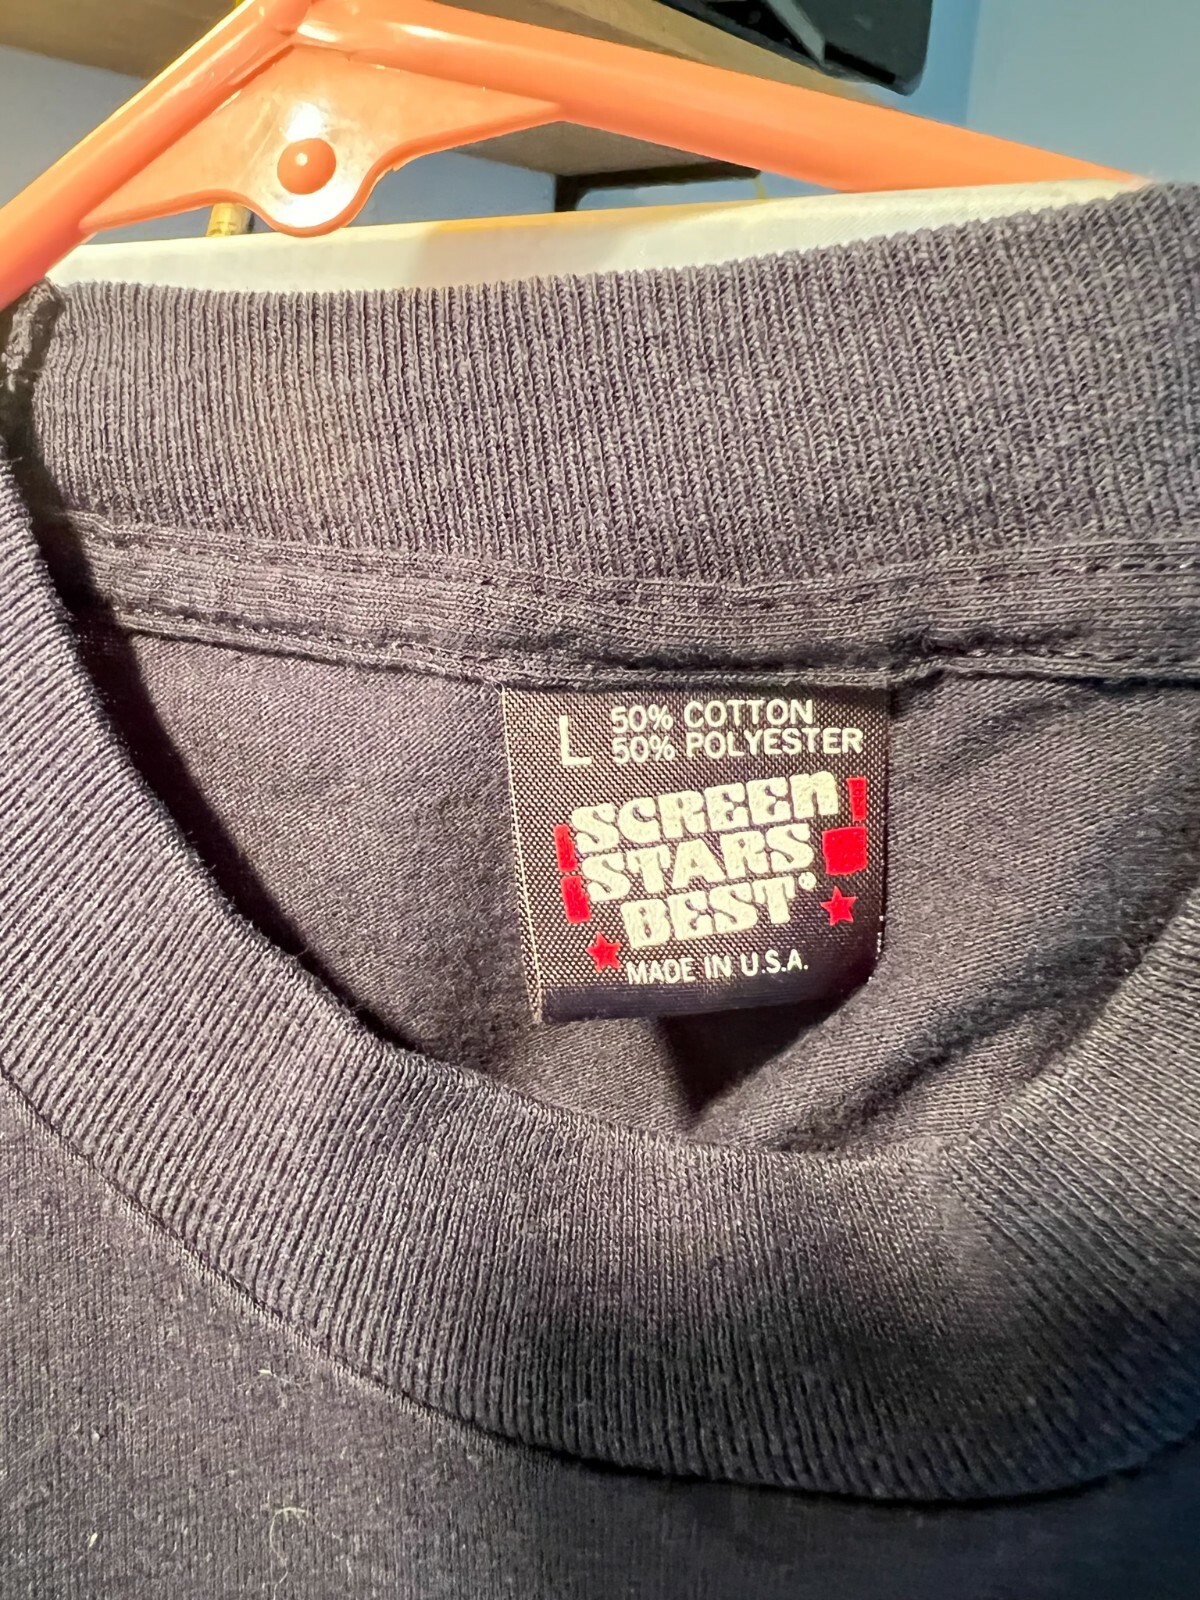 L 50% COTTON
50% POLYESTER
SCREEN
STARS
BEST®
MADE IN U.S.A.